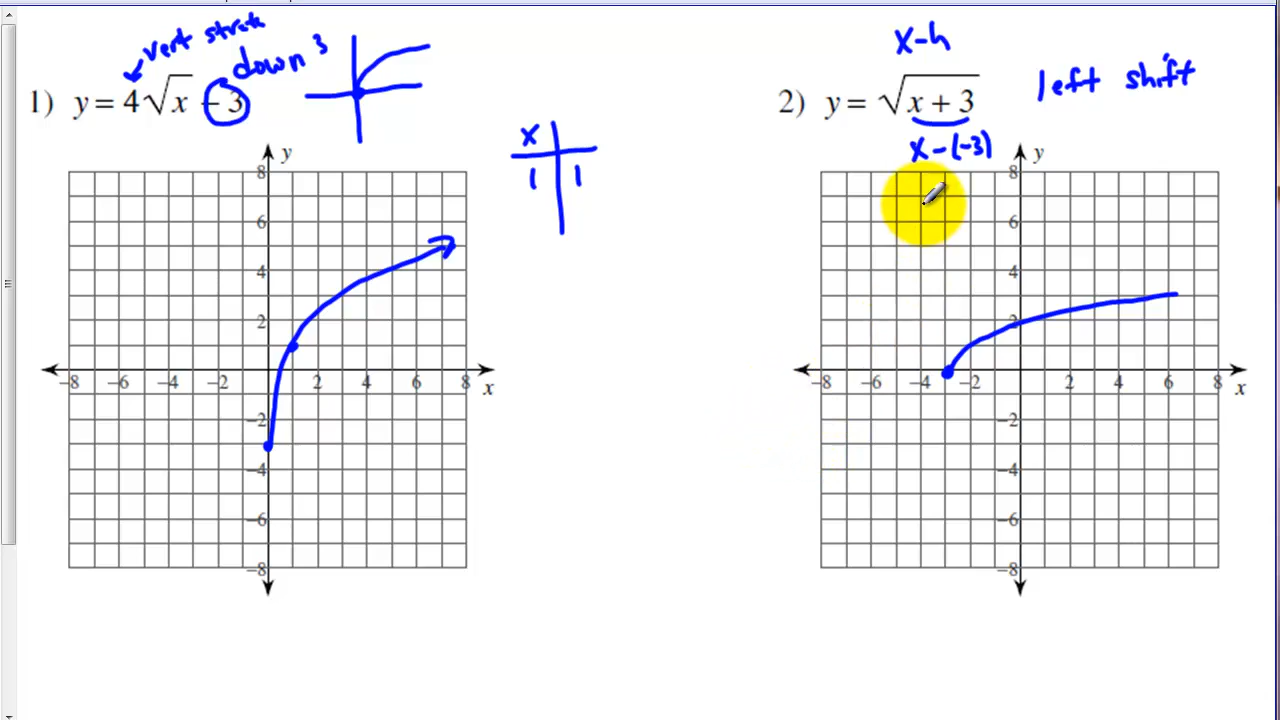 vert stretc
down 3
1) y = 4√x − 3
x
1 1
y
8
6
4
2
−8 −6 −4 −2 2 4 6 8 x
−2
−4
−6
−8
x-h
left shift
2) y = √x + 3
x-(-3)
y
8
6
4
2
−8 −6 −4 −2 2 4 6 8 x
−2
−4
−6
−8